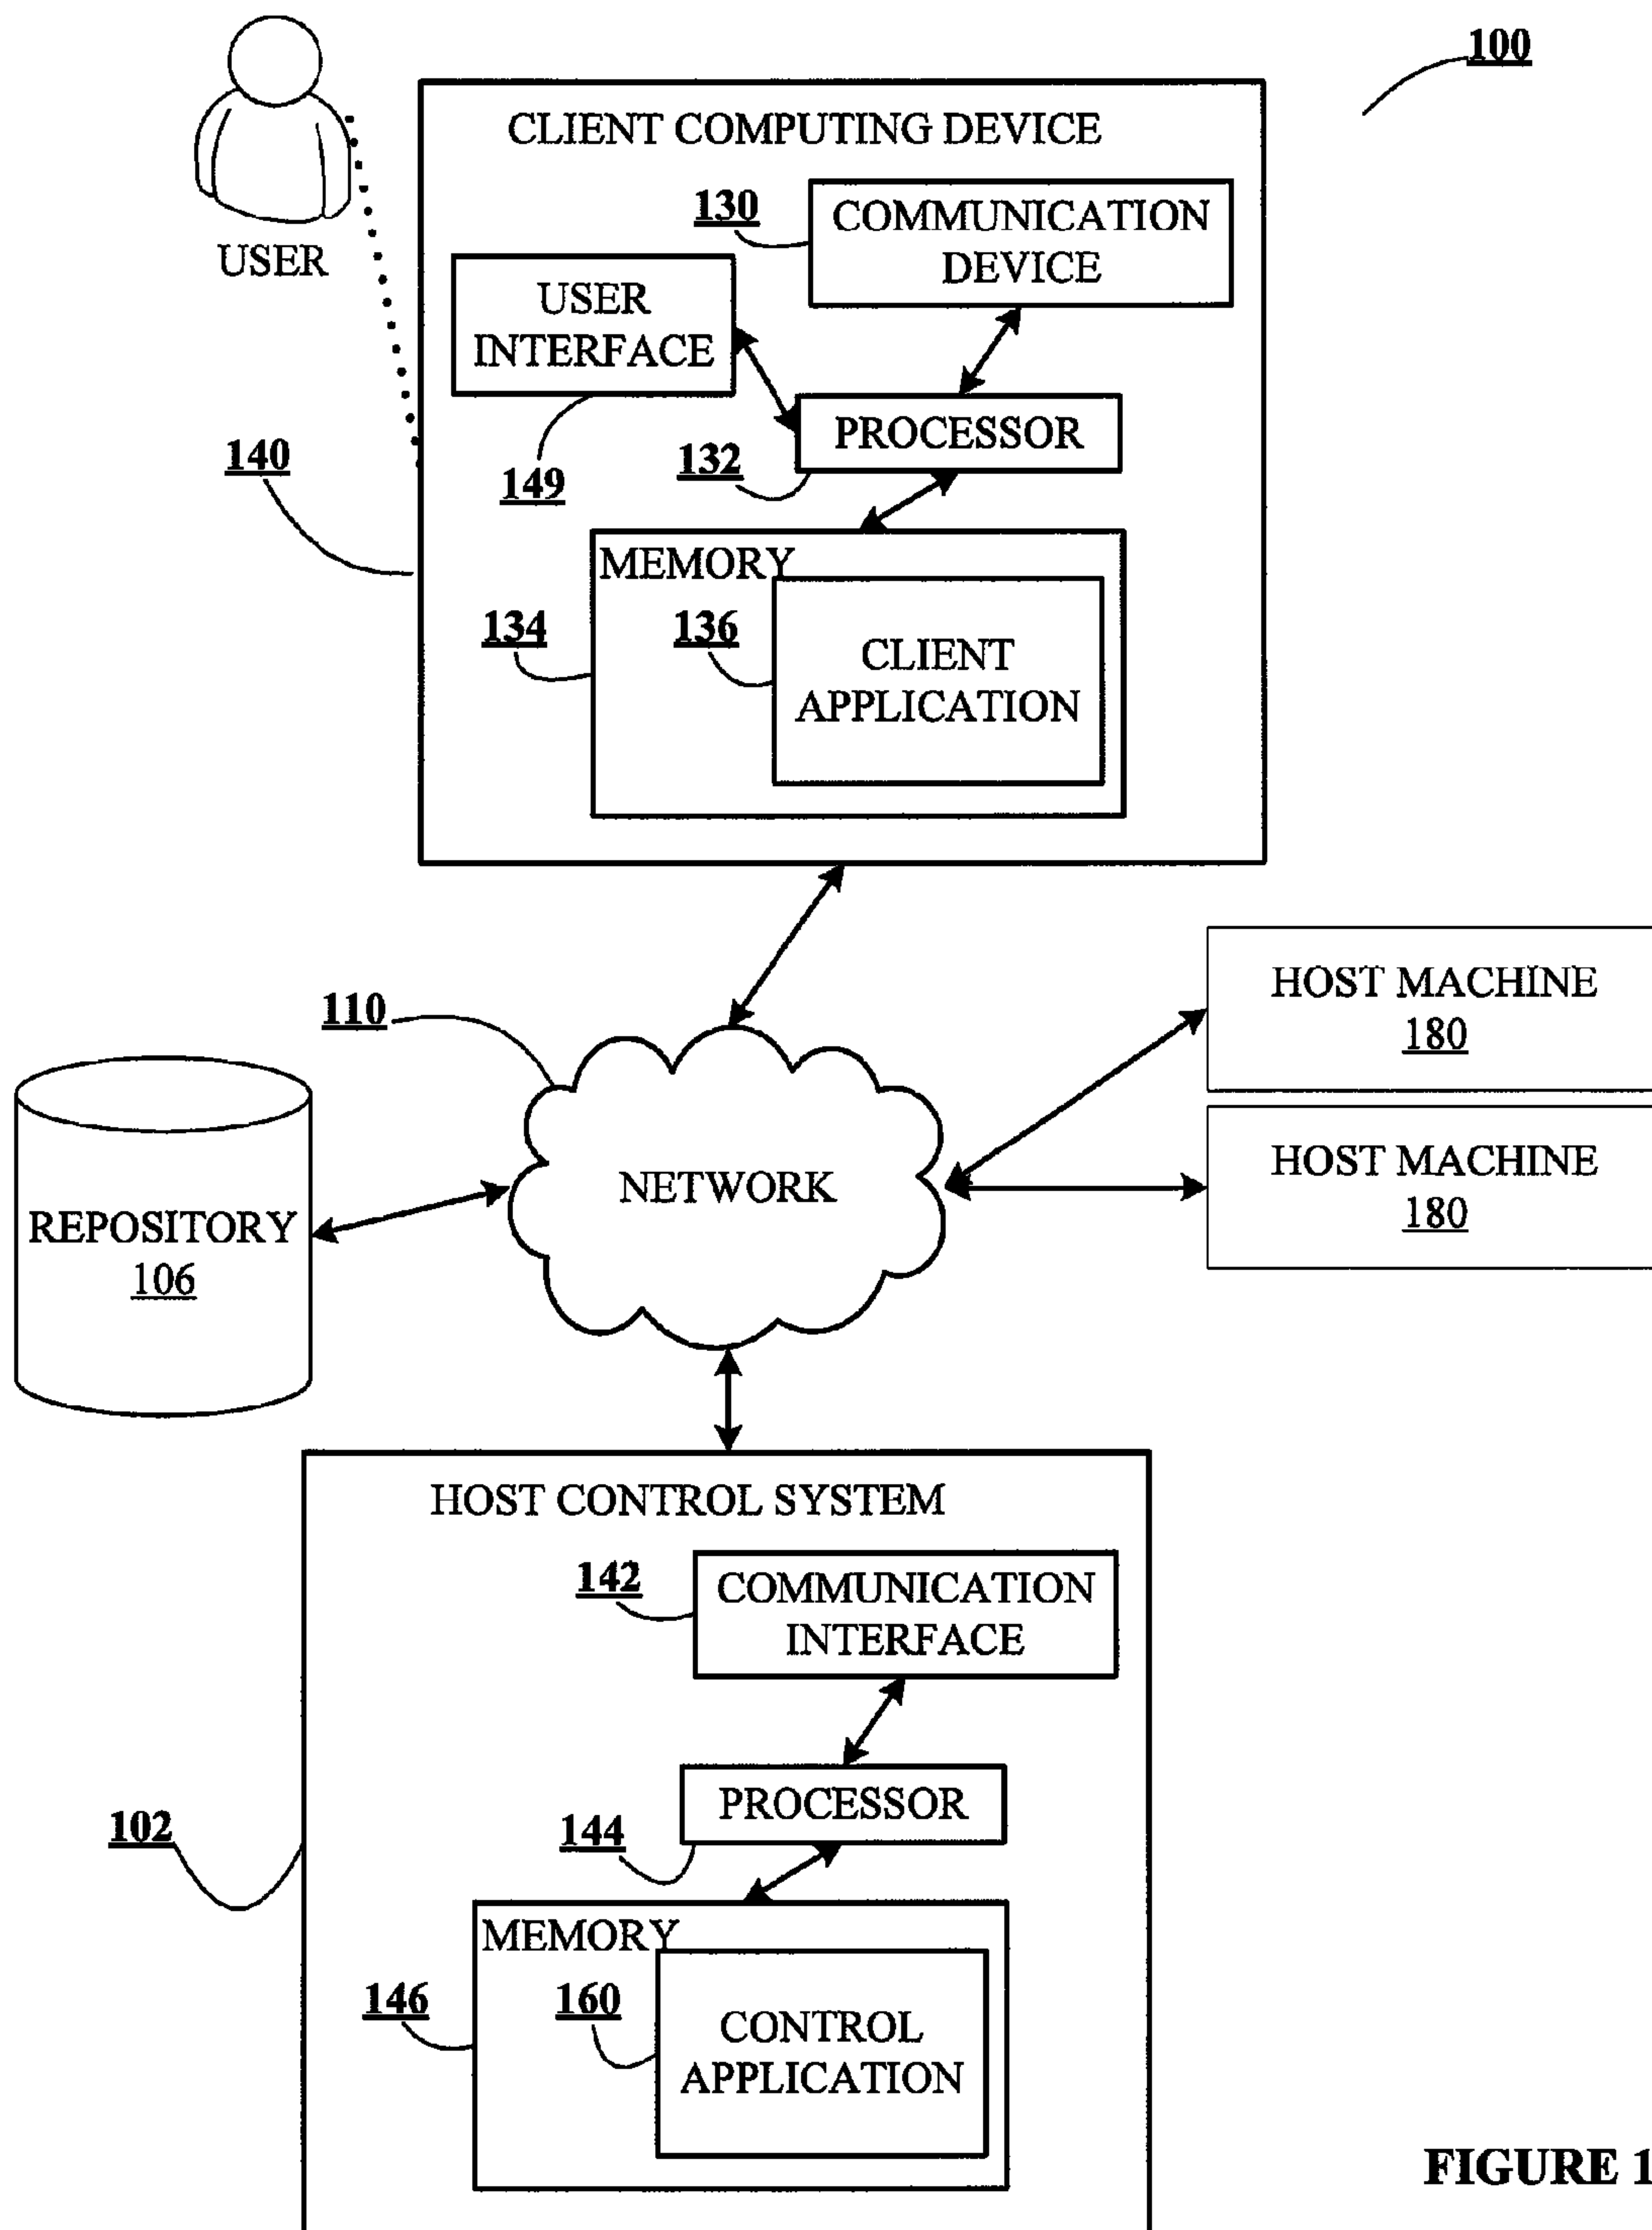 100
CLIENT COMPUTING DEVICE
130
COMMUNICATION
DEVICE
USER
USER
INTERFACE
PROCESSOR
140
132
149
MEMORY
134
136
CLIENT
APPLICATION
HOST MACHINE
180
110
HOST MACHINE
180
NETWORK
REPOSITORY
106
HOST CONTROL SYSTEM
142
COMMUNICATION
INTERFACE
PROCESSOR
102
144
MEMORY
146
160
CONTROL
APPLICATION
FIGURE 1